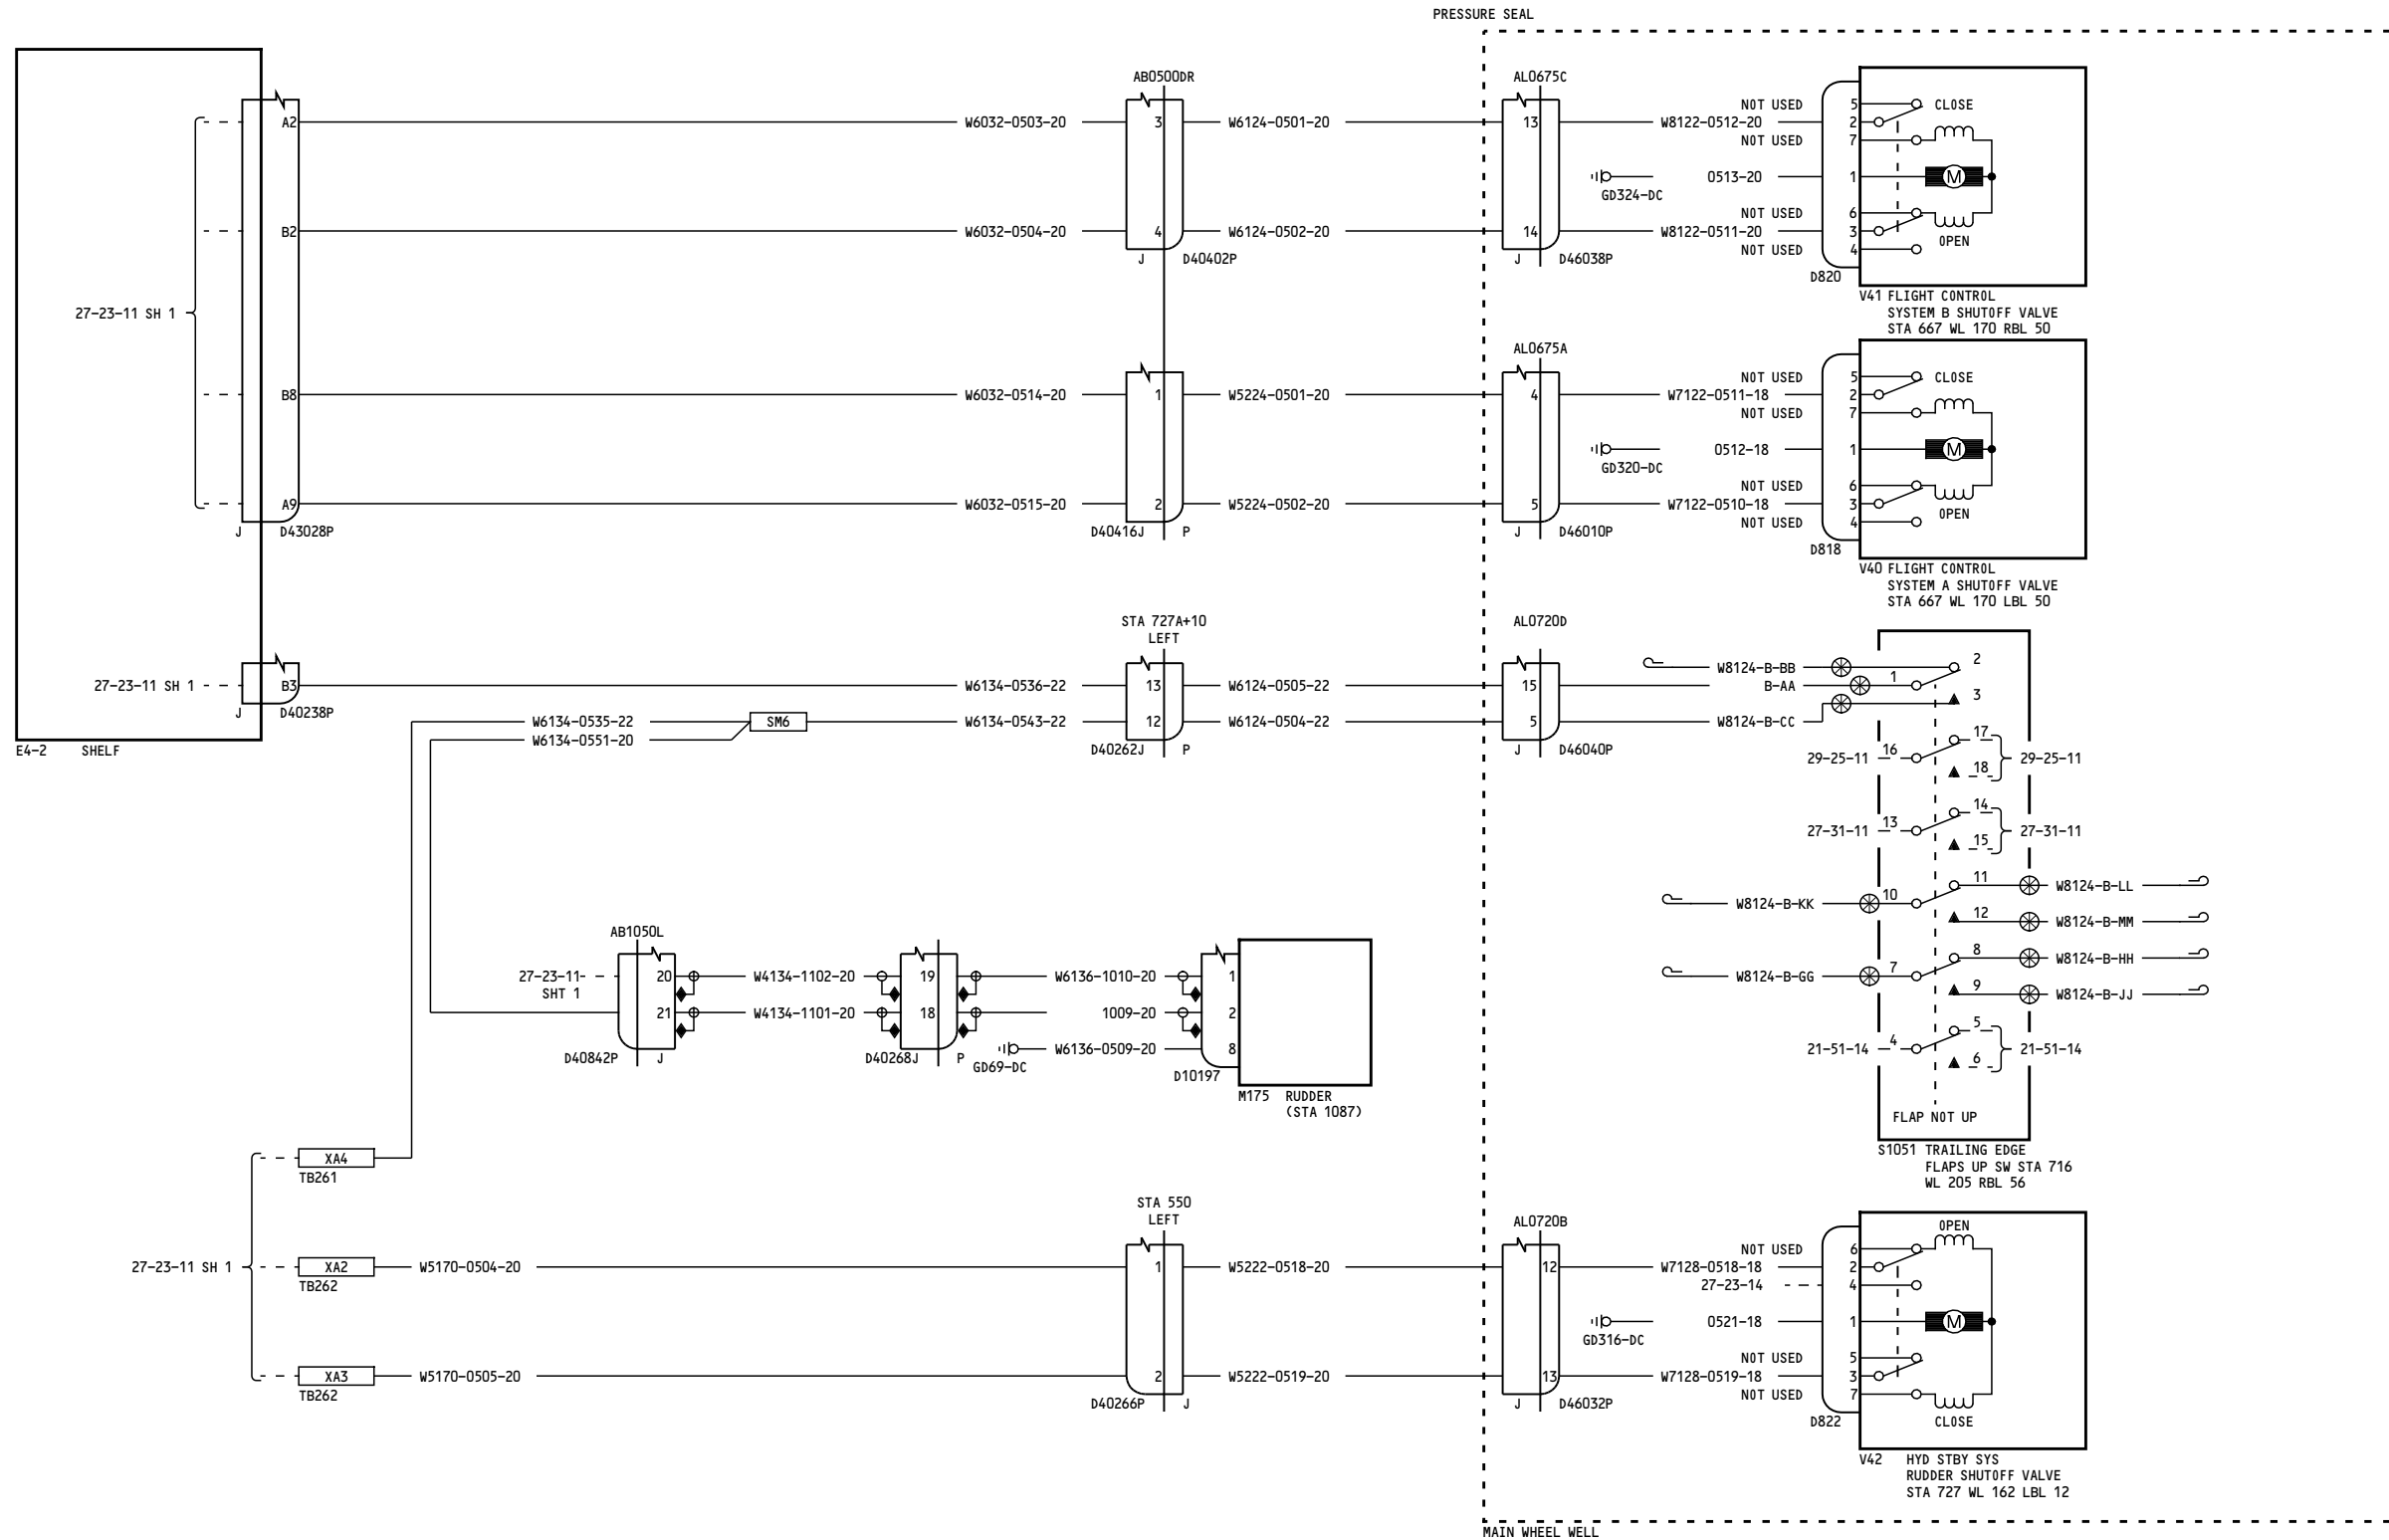 PRESSURE SEAL
AB0500DR
AL0675C
A2
W6032-0503-20
3
W6124-0501-20
13
NOT USED
W8122-0512-20
NOT USED
5
2
7
CLOSE
0513-20
1
M
GD324-DC
B2
W6032-0504-20
4
W6124-0502-20
14
NOT USED
W8122-0511-20
NOT USED
6
3
4
OPEN
J
D40402P
J
D46038P
D820
V41 FLIGHT CONTROL
SYSTEM B SHUTOFF VALVE
STA 667 WL 170 RBL 50
27-23-11 SH 1
AL0675A
B8
W6032-0514-20
1
W5224-0501-20
4
NOT USED
W7122-0511-18
NOT USED
5
2
7
CLOSE
0512-18
1
M
GD320-DC
A9
W6032-0515-20
2
W5224-0502-20
5
NOT USED
W7122-0510-18
NOT USED
6
3
4
OPEN
J
D43028P
D40416J
P
J
D46010P
D818
V40 FLIGHT CONTROL
SYSTEM A SHUTOFF VALVE
STA 667 WL 170 LBL 50
STA 727A+10
LEFT
AL0720D
27-23-11 SH 1
B3
W6134-0536-22
13
W6124-0505-22
15
W8124-B-BB
B-AA
W8124-B-CC
1
2
3
J
D40238P
W6134-0535-22
SM6
W6134-0543-22
12
W6124-0504-22
5
W6134-0551-20
D40262J
P
J
D46040P
E4-2 SHELF
29-25-11
16
17
18
29-25-11
27-31-11
13
14
15
27-31-11
W8124-B-KK
10
11
W8124-B-LL
12
W8124-B-MM
W8124-B-GG
7
8
W8124-B-HH
9
W8124-B-JJ
21-51-14
4
5
6
21-51-14
FLAP NOT UP
S1051 TRAILING EDGE
FLAPS UP SW STA 716
WL 205 RBL 56
AB1050L
27-23-11
SHT 1
20
W4134-1102-20
19
W6136-1010-20
1
21
W4134-1101-20
18
1009-20
2
W6136-0509-20
8
D40842P
J
D40268J
P
GD69-DC
D10197
M175 RUDDER
(STA 1087)
XA4
TB261
STA 550
LEFT
AL0720B
27-23-11 SH 1
XA2
TB262
W5170-0504-20
1
W5222-0518-20
12
NOT USED
W7128-0518-18
27-23-14
6
2
4
OPEN
0521-18
1
M
GD316-DC
XA3
TB262
W5170-0505-20
2
W5222-0519-20
13
NOT USED
W7128-0519-18
NOT USED
5
3
7
CLOSE
D40266P
J
J
D46032P
D822
V42 HYD STBY SYS
RUDDER SHUTOFF VALVE
STA 727 WL 162 LBL 12
MAIN WHEEL WELL